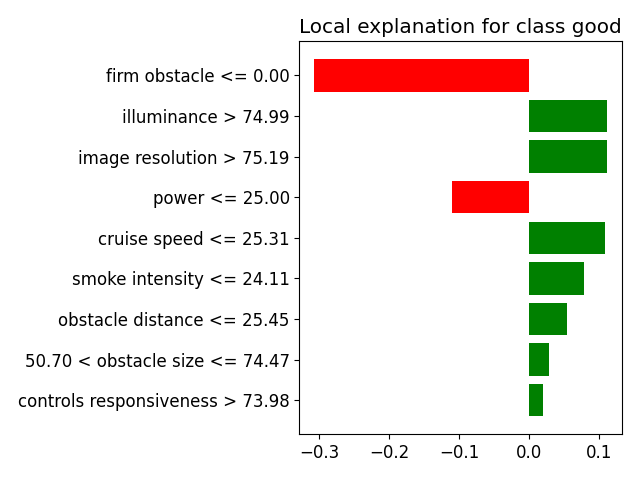 Local explanation for class good
firm obstacle <= 0.00
illuminance > 74.99
image resolution > 75.19
power <= 25.00
cruise speed <= 25.31
smoke intensity <= 24.11
obstacle distance <= 25.45
50.70 < obstacle size <= 74.47
controls responsiveness > 73.98
−0.3 −0.2 −0.1 0.0 0.1